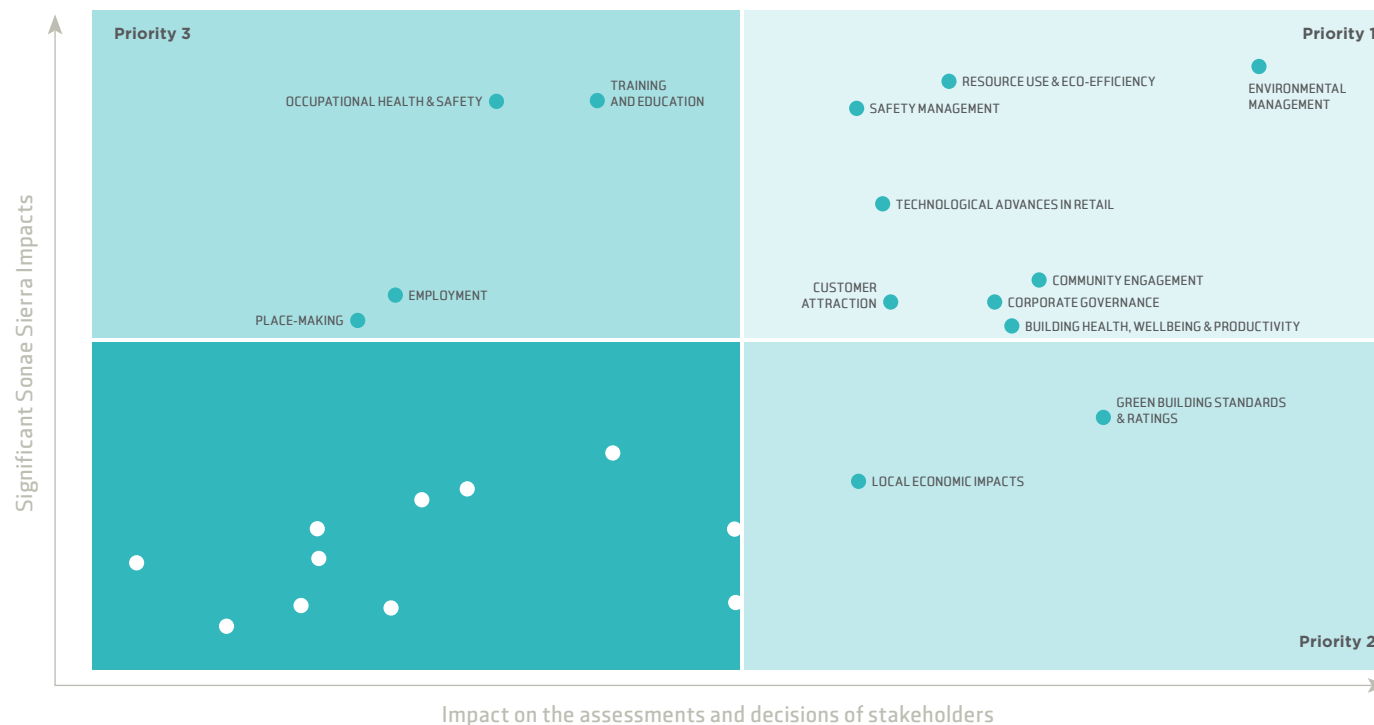 Priority 3
Priority 1
RESOURCE USE & ECO-EFFICIENCY
ENVIRONMENTAL
MANAGEMENT
TRAINING
AND EDUCATION
OCCUPATIONAL HEALTH & SAFETY
SAFETY MANAGEMENT
TECHNOLOGICAL ADVANCES IN RETAIL
COMMUNITY ENGAGEMENT
CUSTOMER
ATTRACTION
EMPLOYMENT
CORPORATE GOVERNANCE
PLACE-MAKING
BUILDING HEALTH, WELLBEING & PRODUCTIVITY
GREEN BUILDING STANDARDS
& RATINGS
LOCAL ECONOMIC IMPACTS
Priority 2
Significant Sonae Sierra Impacts
Impact on the assessments and decisions of stakeholders